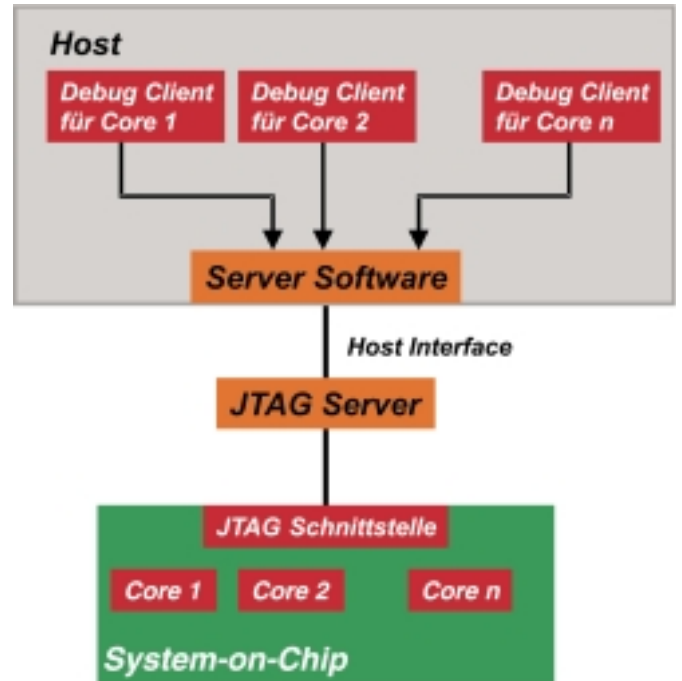 Host
Debug Client
für Core 1
Debug Client
für Core 2
Debug Client
für Core n
Server Software
Host Interface
JTAG Server
JTAG Schnittstelle
Core 1
Core 2
Core n
System-on-Chip